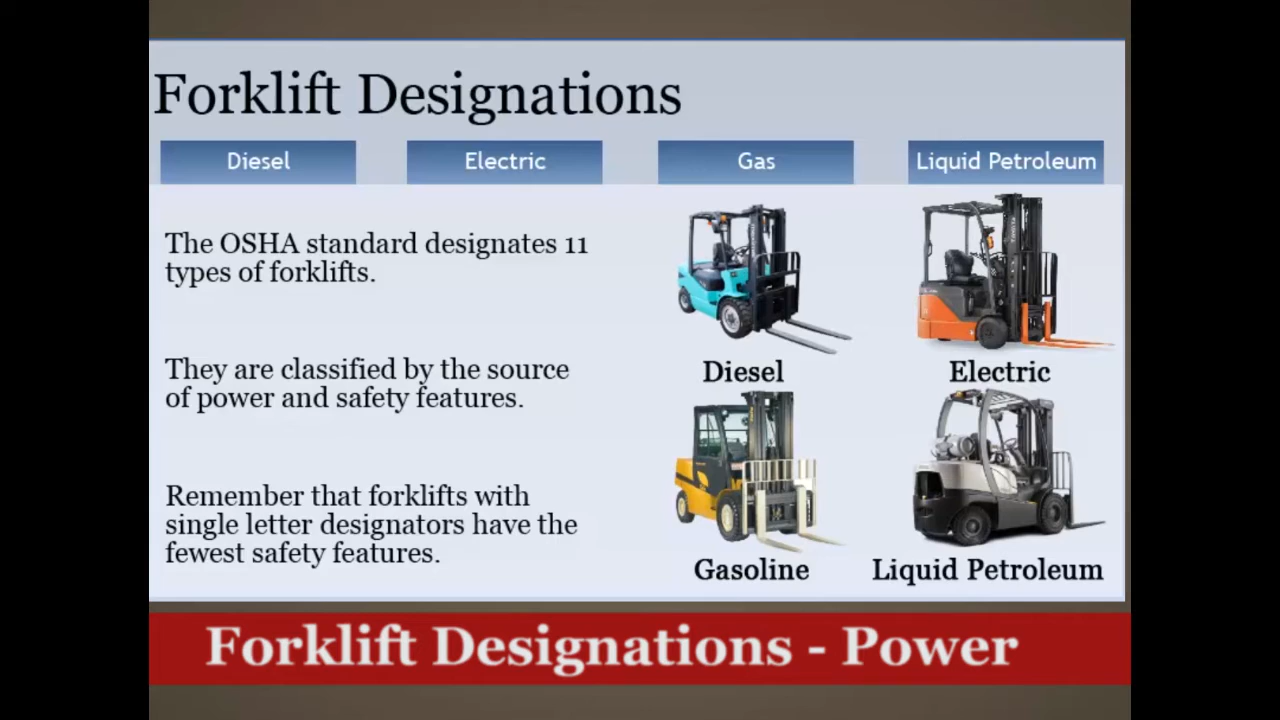 Forklift Designations
Diesel
Electric
Gas
Liquid Petroleum
The OSHA standard designates 11
types of forklifts.
They are classified by the source
of power and safety features.
Remember that forklifts with
single letter designators have the
fewest safety features.
Diesel
Electric
Gasoline
Liquid Petroleum
Forklift Designations - Power